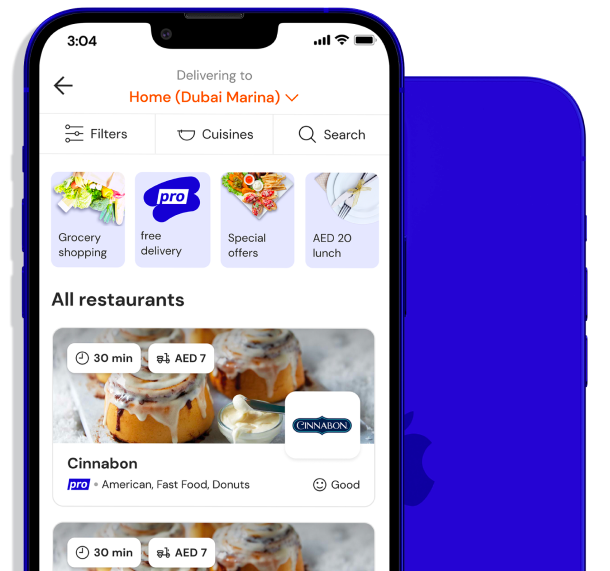 3:04
Delivering to
Home (Dubai Marina)
Filters
Cuisines
Search
pro
Grocery
shopping
free
delivery
Special
offers
AED 20
lunch
All restaurants
30 min
AED 7
CINNABON
Cinnabon
pro • American, Fast Food, Donuts
Good
30 min
AED 7